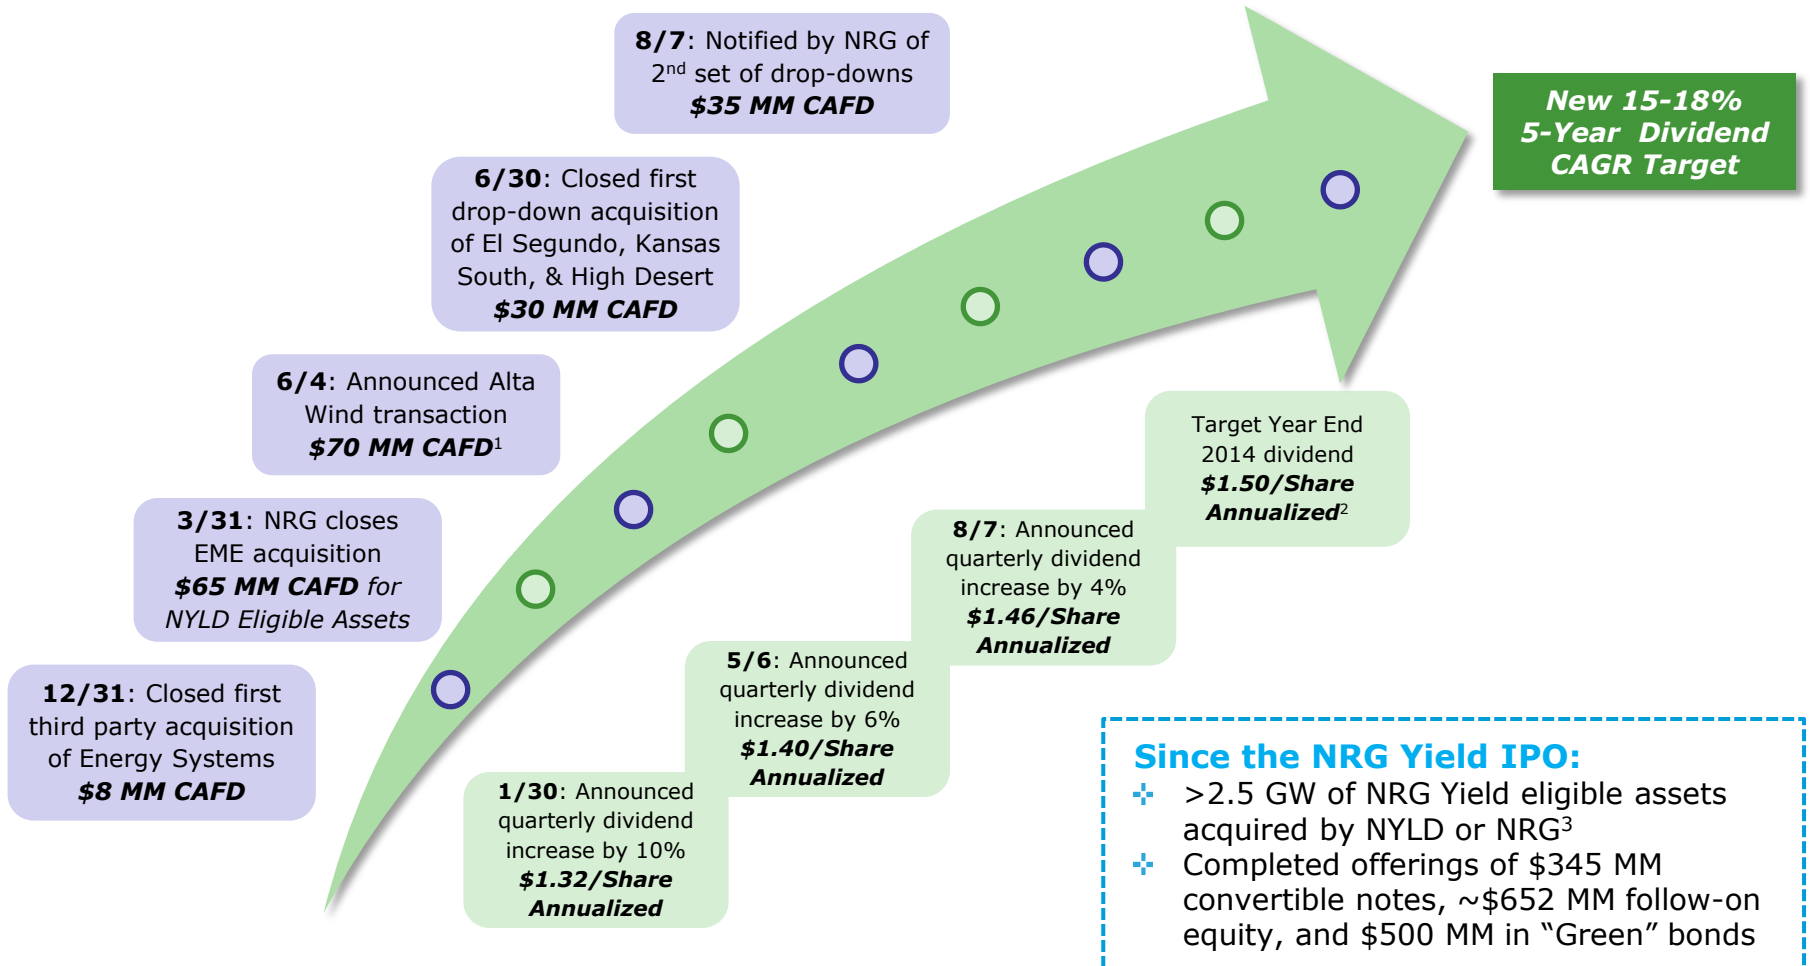 8/7: Notified by NRG of
2nd set of drop-downs
$35 MM CAFD
New 15-18%
5-Year Dividend
CAGR Target
6/30: Closed first
drop-down acquisition
of El Segundo, Kansas
South, & High Desert
$30 MM CAFD
6/4: Announced Alta
Wind transaction
$70 MM CAFD1
3/31: NRG closes
EME acquisition
$65 MM CAFD for
NYLD Eligible Assets
12/31: Closed first
third party acquisition
of Energy Systems
$8 MM CAFD
Target Year End
2014 dividend
$1.50/Share
Annualized2
8/7: Announced
quarterly dividend
increase by 4%
$1.46/Share
Annualized
5/6: Announced
quarterly dividend
increase by 6%
$1.40/Share
Annualized
1/30: Announced
quarterly dividend
increase by 10%
$1.32/Share
Annualized
Since the NRG Yield IPO:
>2.5 GW of NRG Yield eligible assets
acquired by NYLD or NRG3
Completed offerings of $345 MM
convertible notes, ~$652 MM follow-on
equity, and $500 MM in “Green” bonds